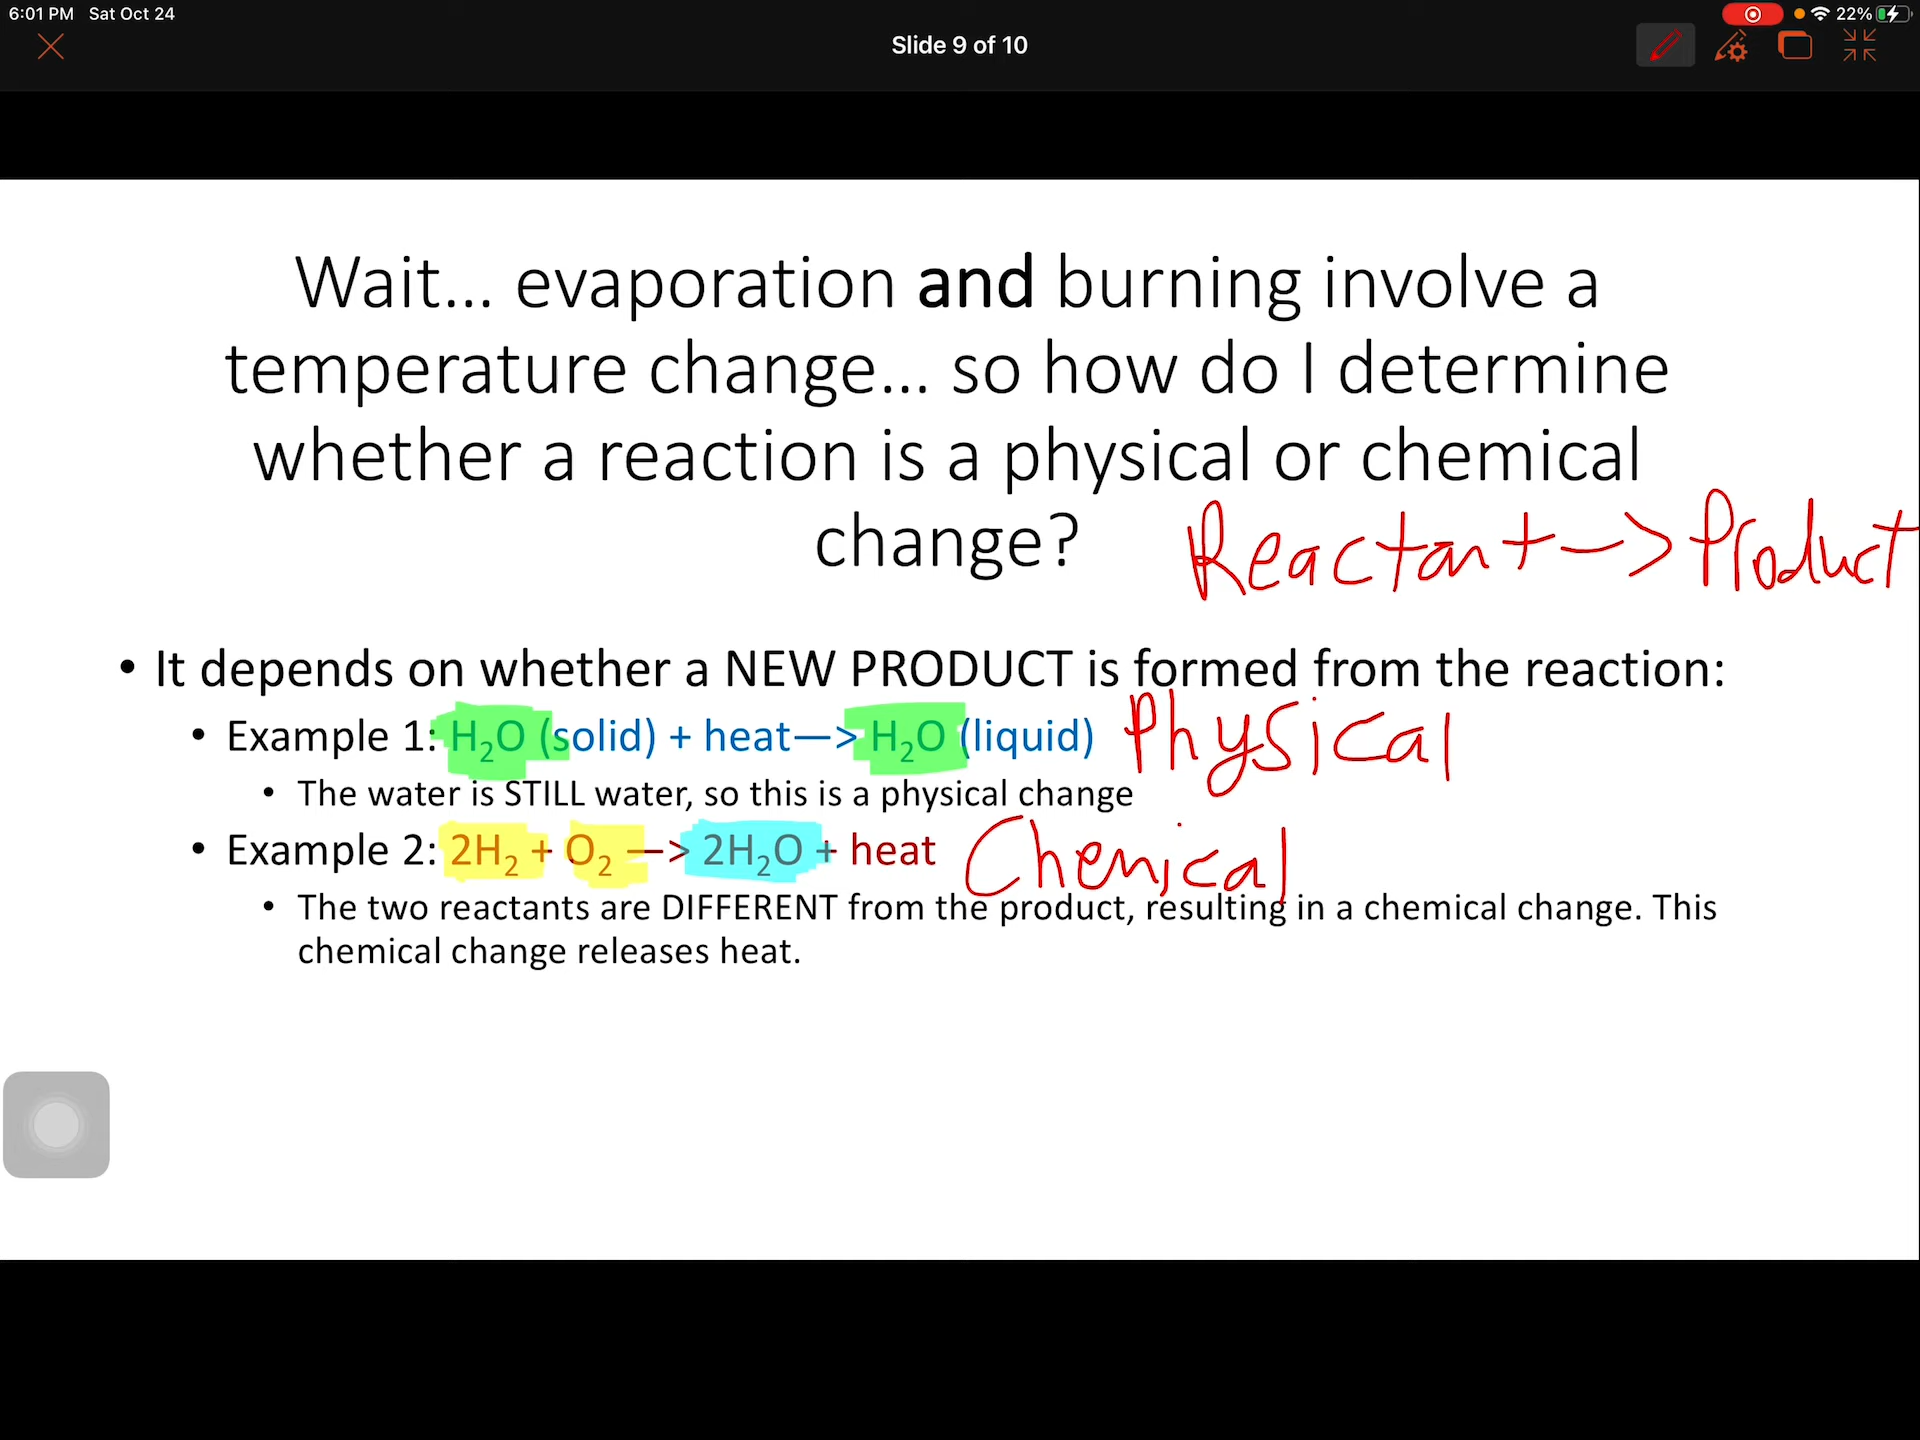 6:01 PM Sat Oct 24
22%
Slide 9 of 10
Wait... evaporation and burning involve a
temperature change... so how do I determine
whether a reaction is a physical or chemical
change?
Reactant —> Product
• It depends on whether a NEW PRODUCT is formed from the reaction:
• Example 1: H₂O (solid) + heat—> H₂O (liquid) Physical
• The water is STILL water, so this is a physical change
• Example 2: 2H₂ + O₂ —> 2H₂O + heat Chemical
• The two reactants are DIFFERENT from the product, resulting in a chemical change. This
chemical change releases heat.